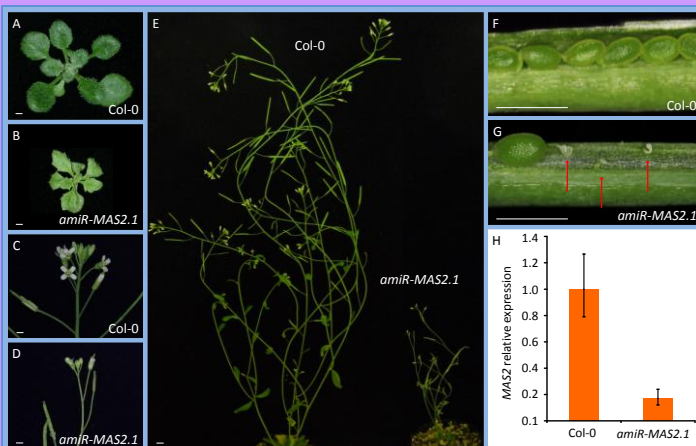 A
Col-0
B
amiR-MAS2.1
C
Col-0
D
amiR-MAS2.1
E
Col-0
amiR-MAS2.1
F
Col-0
G
amiR-MAS2.1
H
MAS2 relative expression
1.4
1.2
1.0
0.8
0.4
0.2
0.1
Col-0
amiR-MAS2.1